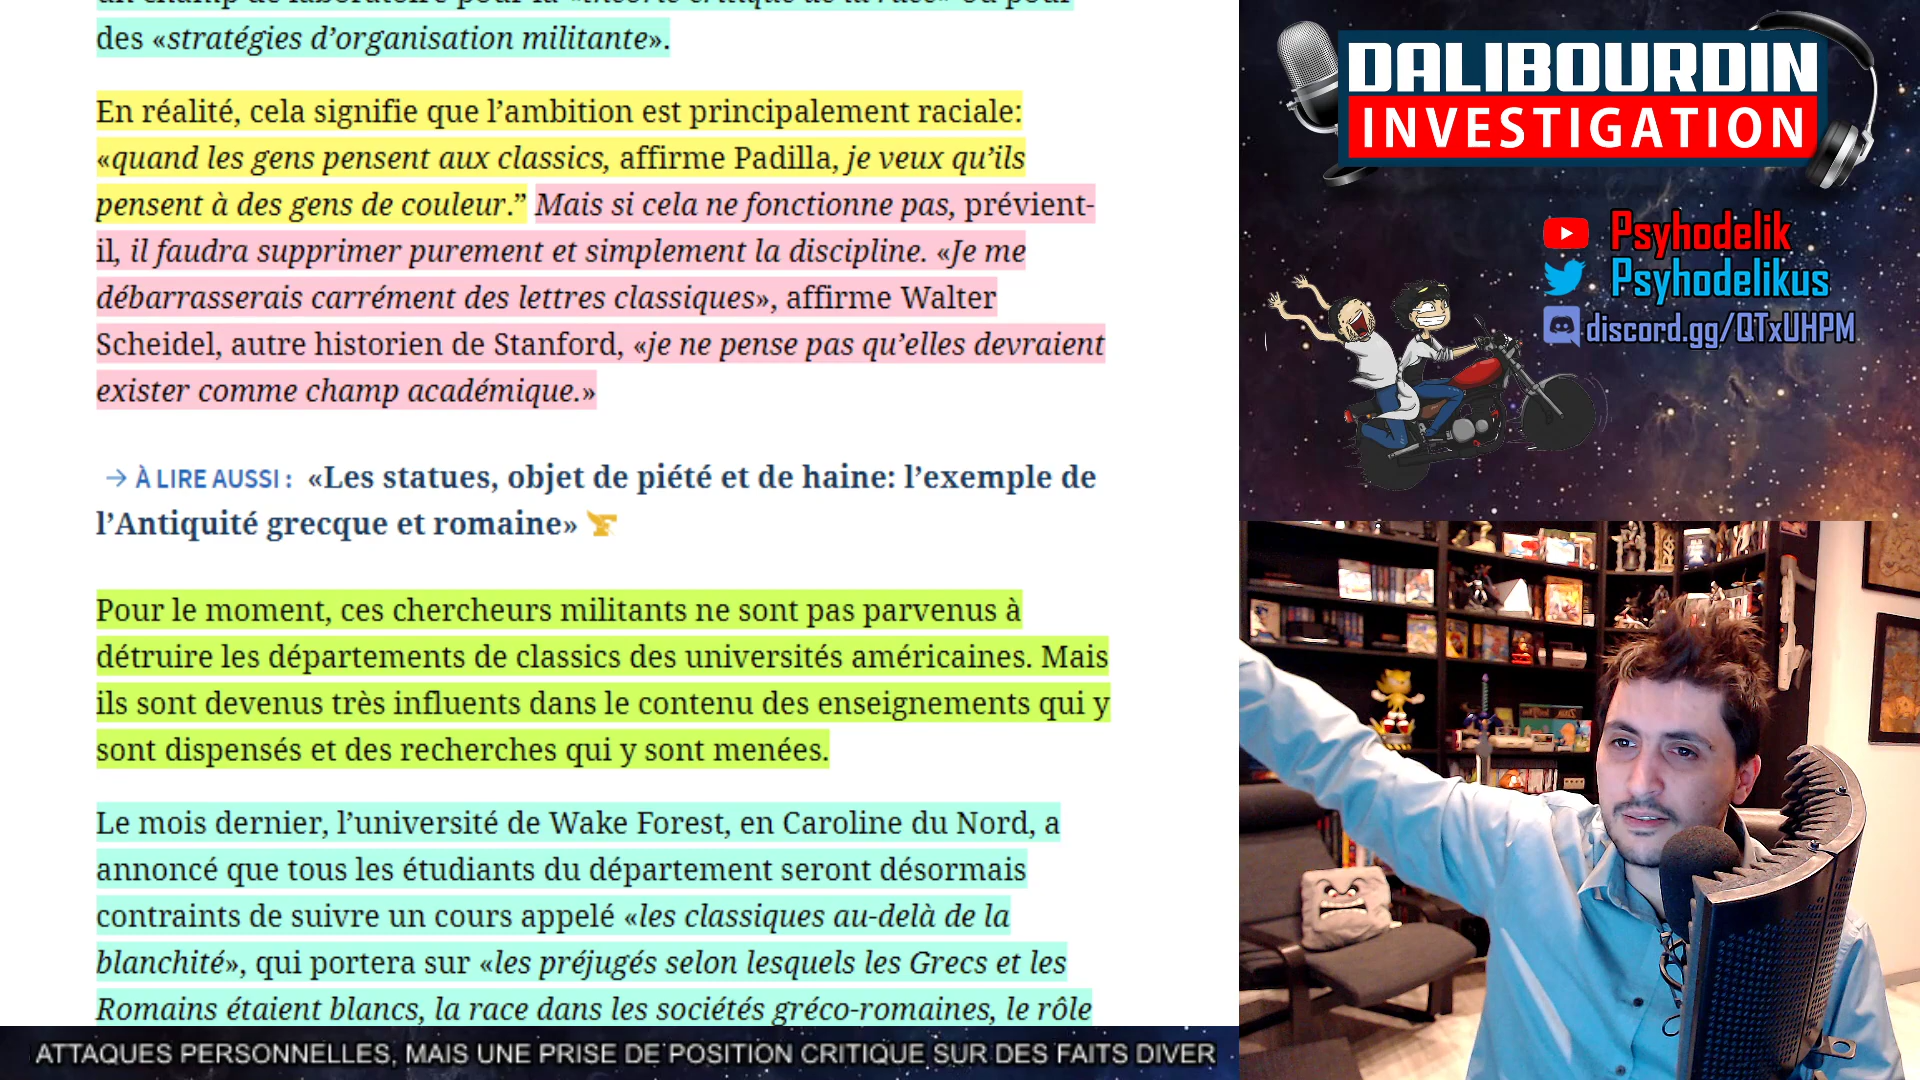 des «stratégies d’organisation militante».
En réalité, cela signifie que l’ambition est principalement raciale:
«quand les gens pensent aux classics, affirme Padilla, je veux qu’ils
pensent à des gens de couleur.” Mais si cela ne fonctionne pas, prévient-
il, il faudra supprimer purement et simplement la discipline. «Je me
débarrasserais carrément des lettres classiques», affirme Walter
Scheidel, autre historien de Stanford, «je ne pense pas qu’elles devraient
exister comme champ académique.»
→ À LIRE AUSSI : «Les statues, objet de piété et de haine: l’exemple de
l’Antiquité grecque et romaine»
Pour le moment, ces chercheurs militants ne sont pas parvenus à
détruire les départements de classics des universités américaines. Mais
ils sont devenus très influents dans le contenu des enseignements qui y
sont dispensés et des recherches qui y sont menées.
Le mois dernier, l’université de Wake Forest, en Caroline du Nord, a
annoncé que tous les étudiants du département seront désormais
contraints de suivre un cours appelé «les classiques au-delà de la
blanchité», qui portera sur «les préjugés selon lesquels les Grecs et les
Romains étaient blancs, la race dans les sociétés gréco-romaines, le rôle
ATTAQUES PERSONNELLES, MAIS UNE PRISE DE POSITION CRITIQUE SUR DES FAITS DIVER
DALIBOURDIN
INVESTIGATION
Psyhodelik
Psyhodelikus
discord.gg/QTxUHPM